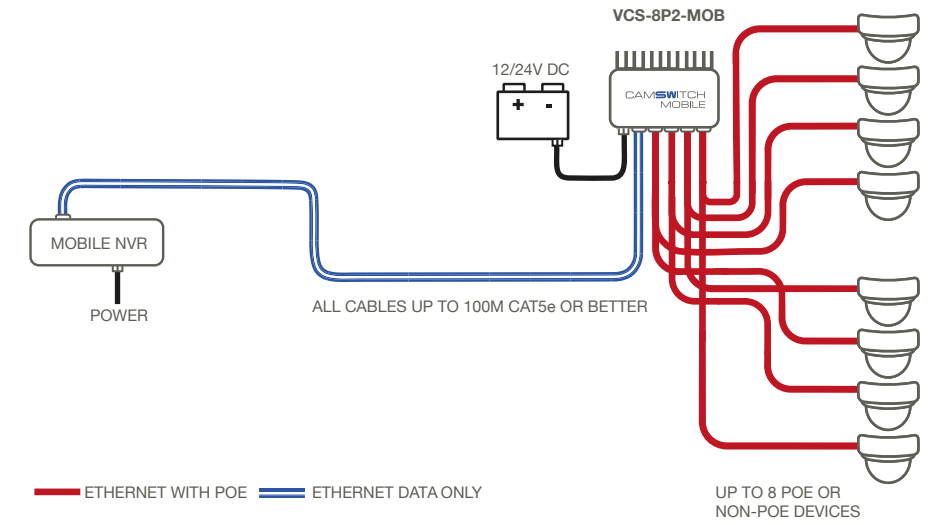 VCS-8P2-MOB
12/24V DC
+ -
CAMSWITCH
MOBILE
MOBILE NVR
POWER
ALL CABLES UP TO 100M CAT5e OR BETTER
ETHERNET WITH POE
ETHERNET DATA ONLY
UP TO 8 POE OR
NON-POE DEVICES